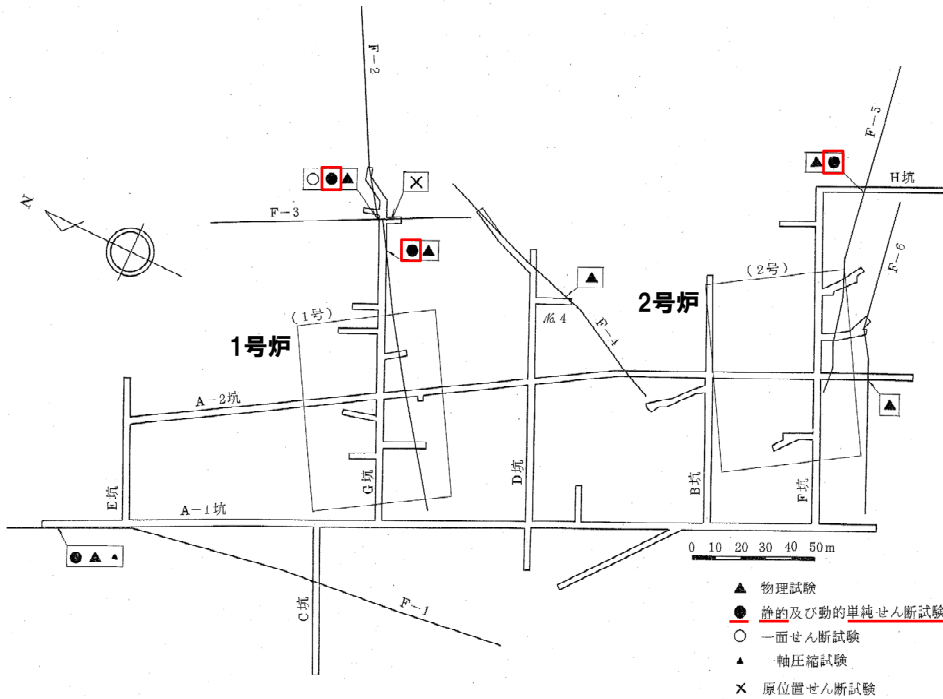 F-2
F-5
H坑
F-3
F-6
N
(1号)
1号炉
(2号)
2号炉
No.4
F-4
A-2坑
E坑
G坑
D坑
B坑
F坑
A-1坑
C坑
F-1
0 10 20 30 40 50m
▲ 物理試験
● 静的及び動的単純せん断試験
○ 一面せん断試験
▲ 一軸圧縮試験
× 原位置せん断試験